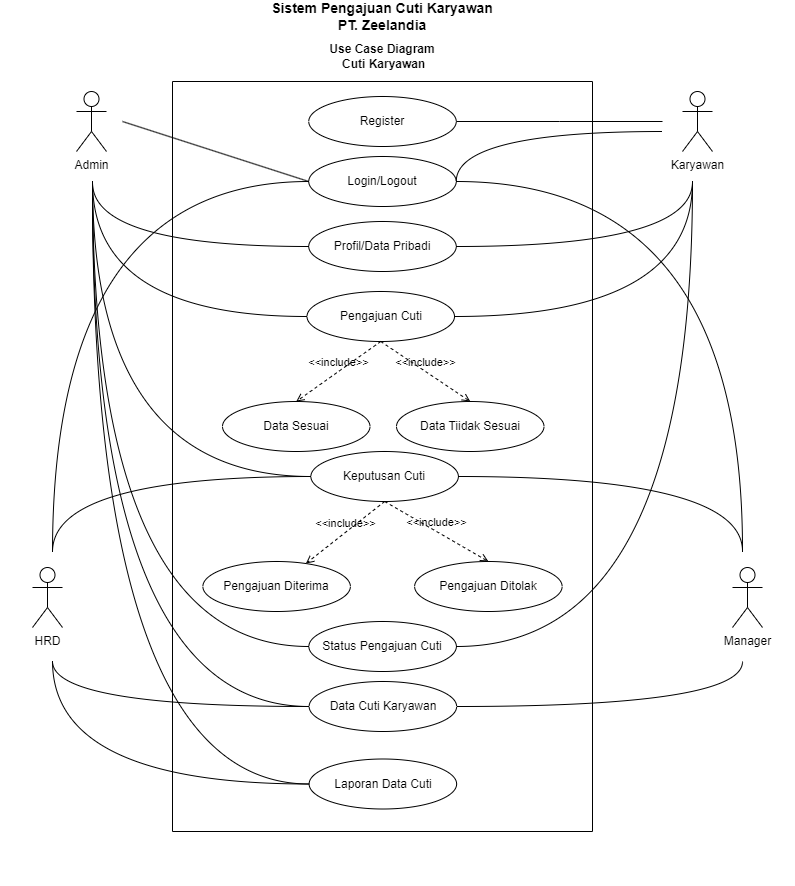 Sistem Pengajuan Cuti Karyawan
PT. Zeelandia
Use Case Diagram
Cuti Karyawan
Register
Admin
Karyawan
Login/Logout
Profil/Data Pribadi
Pengajuan Cuti
<<include>>
<<include>>
Data Sesuai
Data Tiidak Sesuai
Keputusan Cuti
<<include>>
<<include>>
Pengajuan Diterima
Pengajuan Ditolak
HRD
Status Pengajuan Cuti
Manager
Data Cuti Karyawan
Laporan Data Cuti